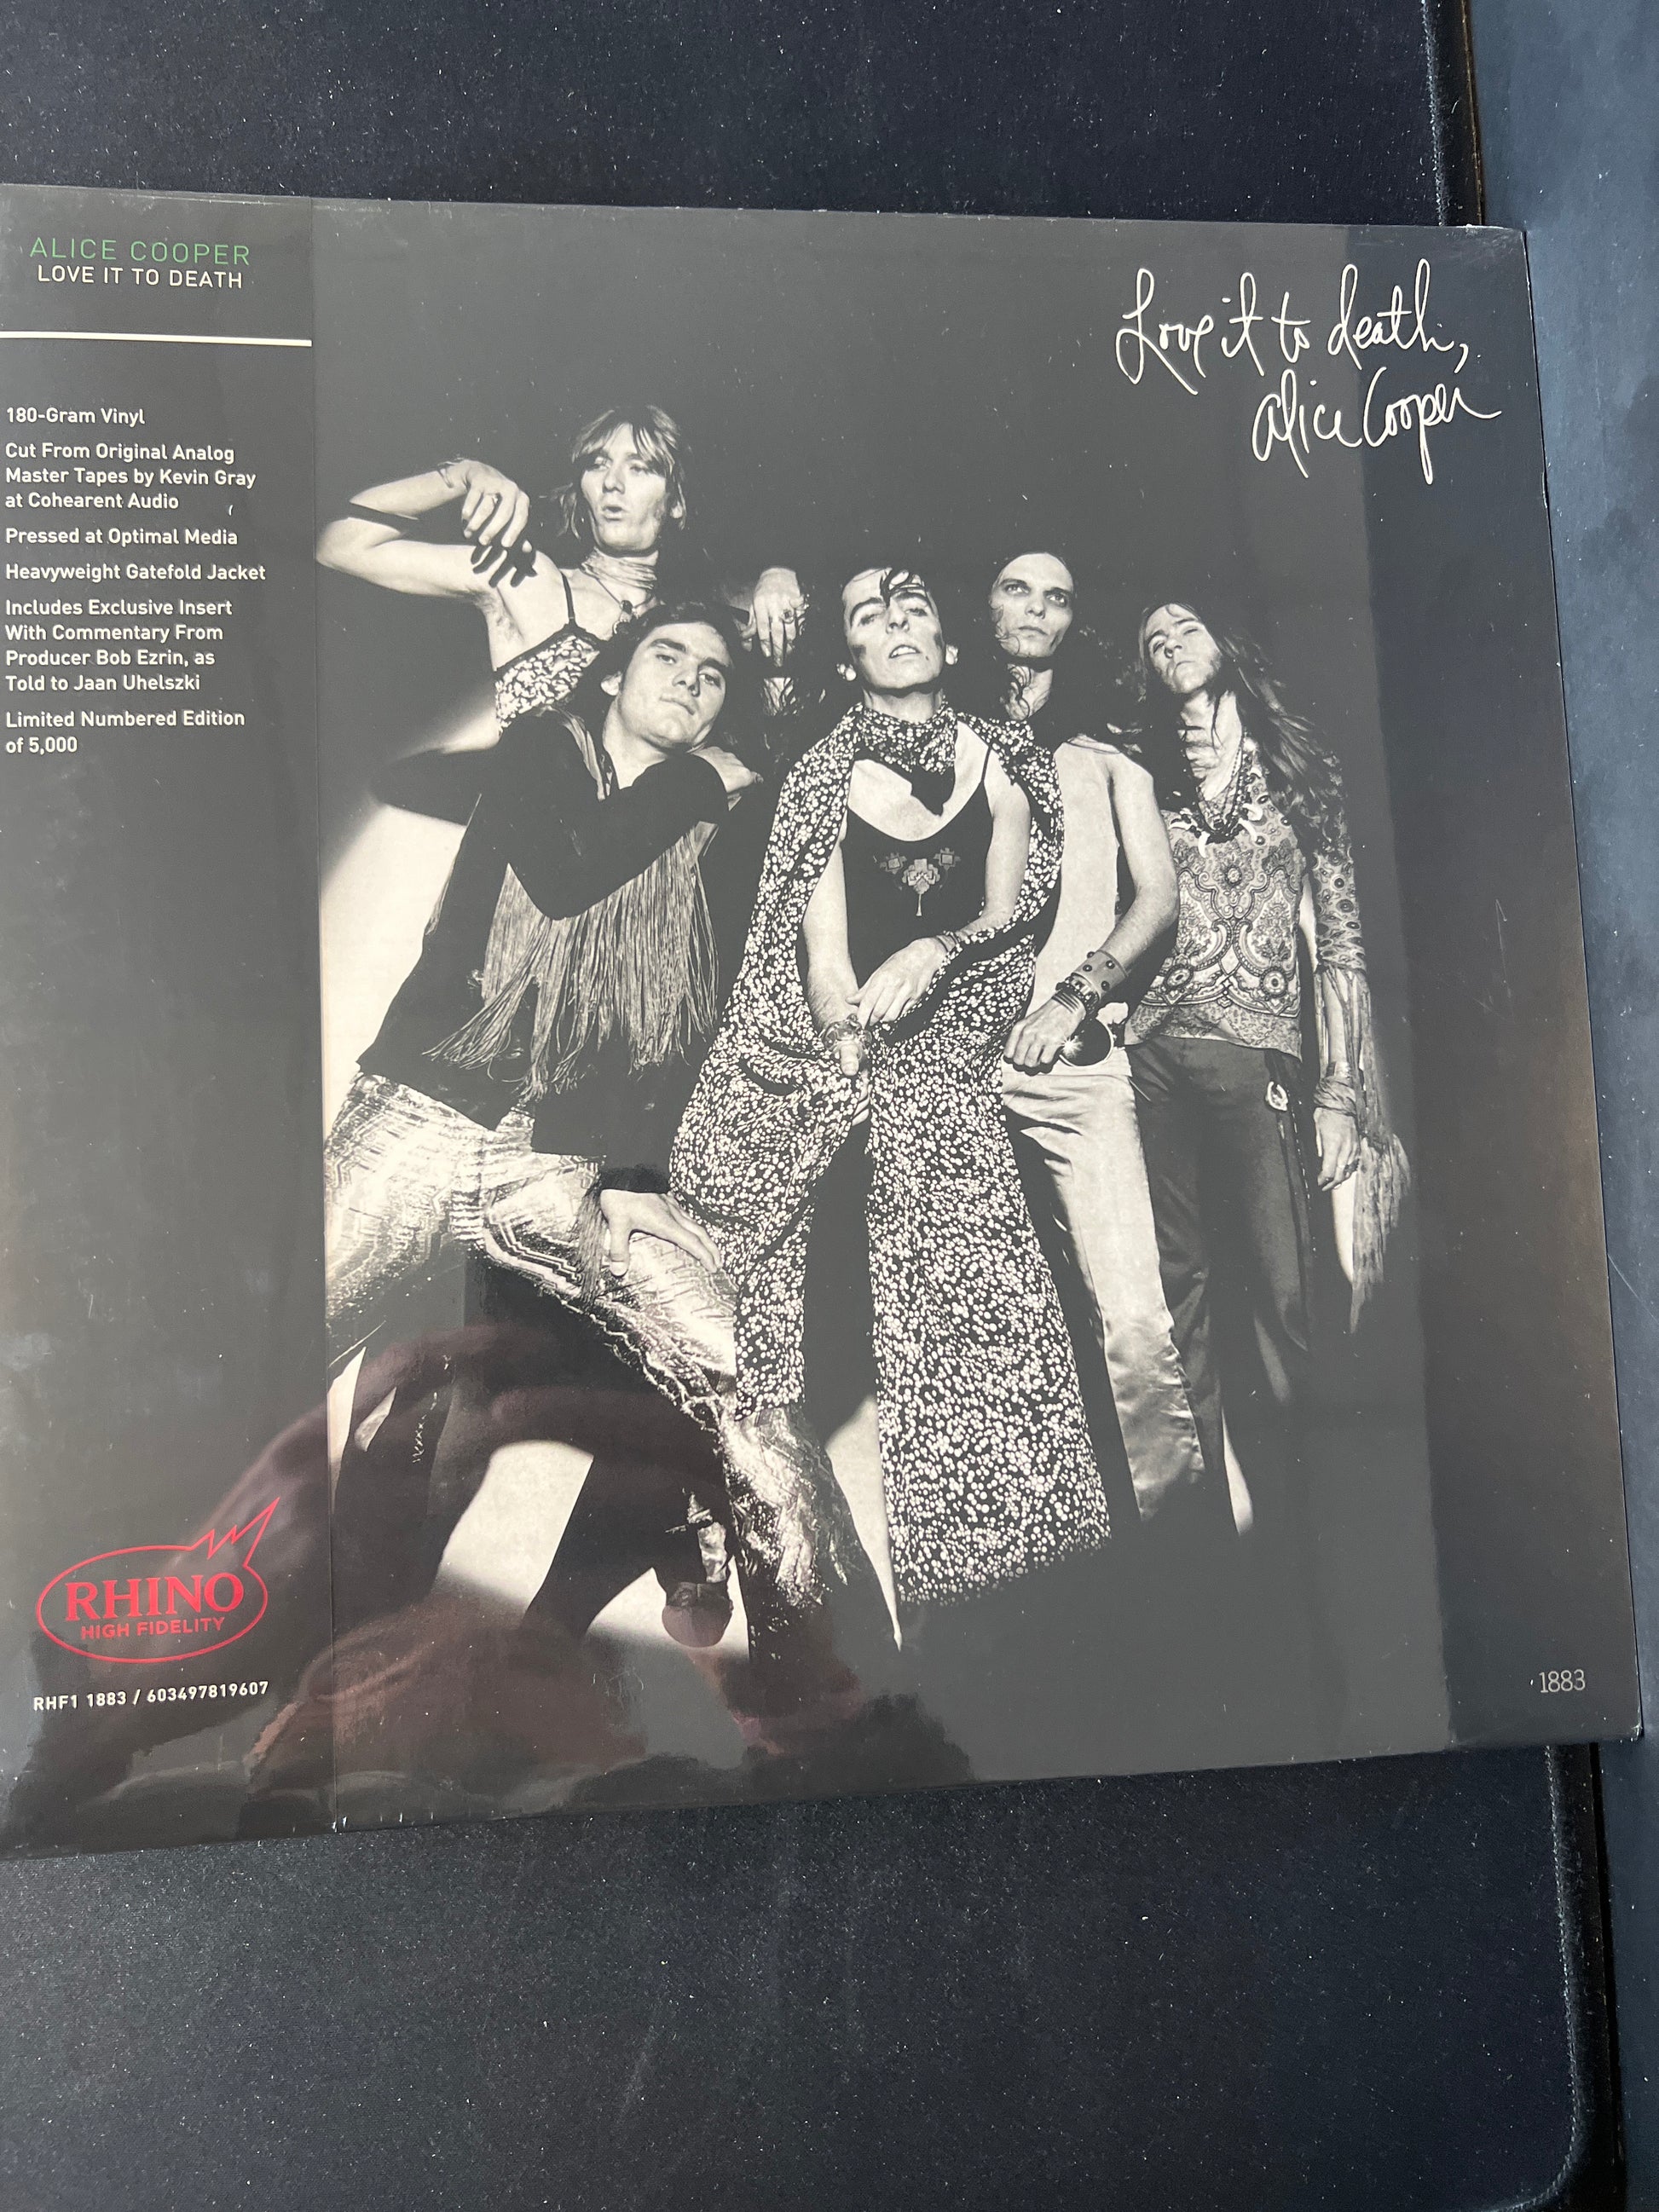 ALICE COOPER
LOVE IT TO DEATH
180-Gram Vinyl
Cut From Original Analog
Master Tapes by Kevin Gray
at Cohearent Audio
Pressed at Optimal Media
Heavyweight Gatefold Jacket
Includes Exclusive Insert
With Commentary From
Producer Bob Ezrin, as
Told to Jaan Uhelszki
Limited Numbered Edition
of 5,000
RHINO
HIGH FIDELITY
RHF1 1883 / 603497819607
Love it to death,
Alice Cooper
1883